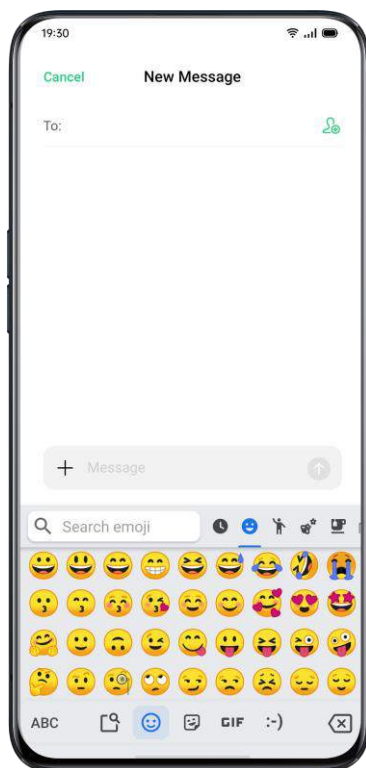 19:30
Cancel New Message
To:
Message
Search emoji
ABC GIF :-)